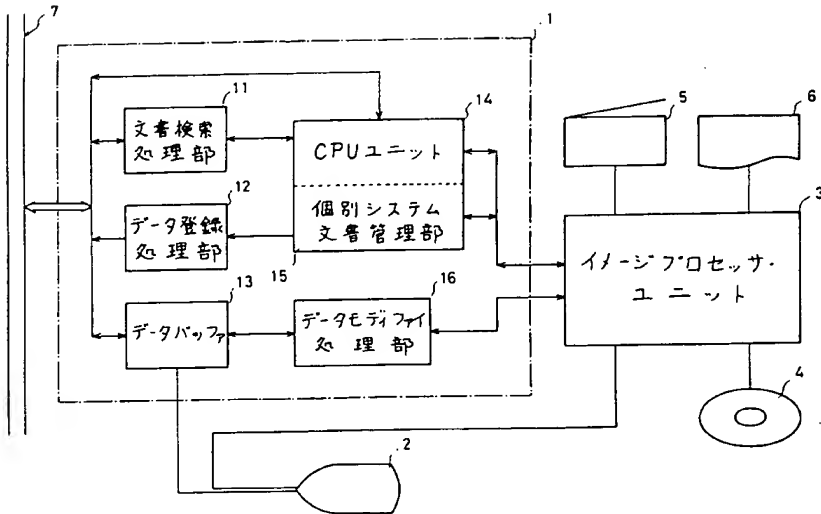 7
1
11
文書検索
処理部
14
CPUユニット
5
6
12
データ登録
処理部
個別システム
文書管理部
15
3
イメージプロセッサ・
ユニット
13
データバッファ
16
データモディファイ
処理部
4
2